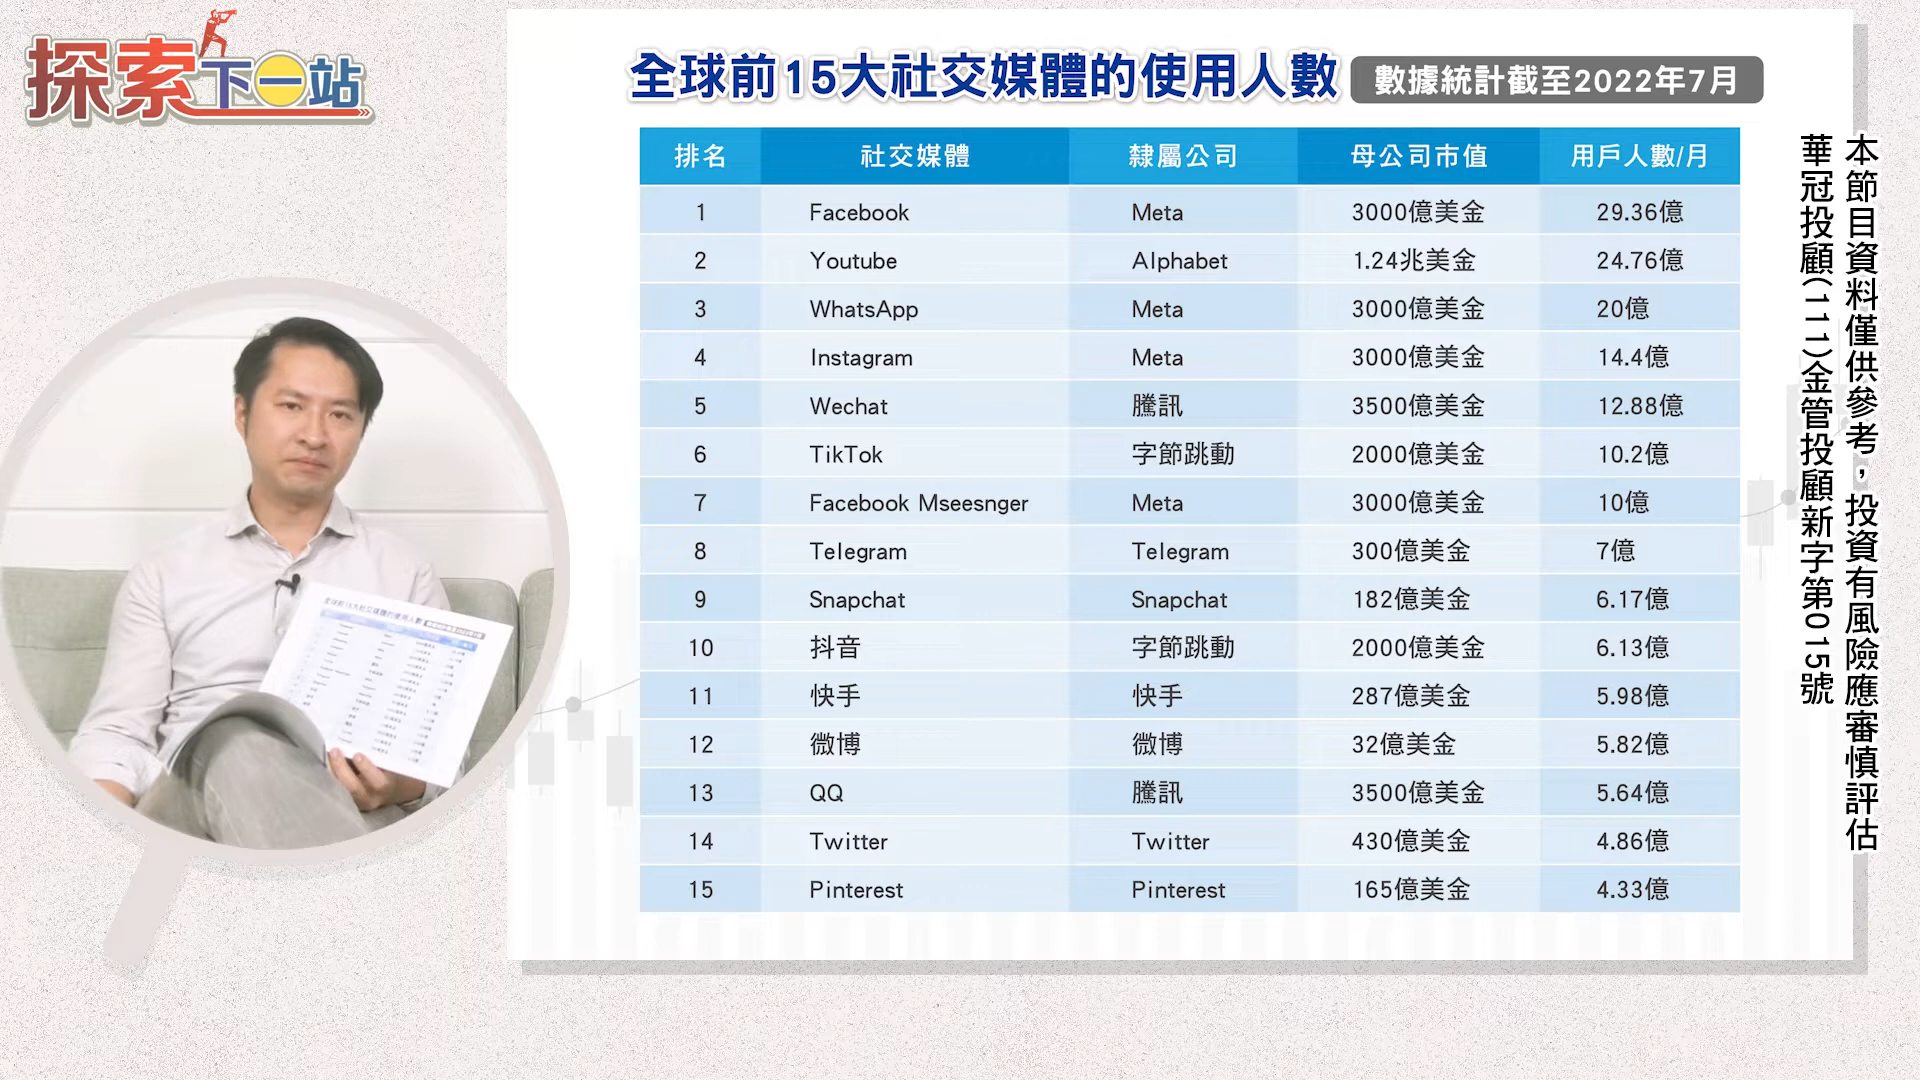 探索下一站
全球前15大社交媒體的使用人數 數據統計截至2022年7月
排名 社交媒體 隸屬公司 母公司市值 用戶人數/月
1 Facebook Meta 3000億美金 29.36億
2 Youtube Alphabet 1.24兆美金 24.76億
3 WhatsApp Meta 3000億美金 20億
4 Instagram Meta 3000億美金 14.4億
5 Wechat 騰訊 3500億美金 12.88億
6 TikTok 字節跳動 2000億美金 10.2億
7 Facebook Mseesnger Meta 3000億美金 10億
8 Telegram Telegram 300億美金 7億
9 Snapchat Snapchat 182億美金 6.17億
10 抖音 字節跳動 2000億美金 6.13億
11 快手 快手 287億美金 5.98億
12 微博 微博 32億美金 5.82億
13 QQ 騰訊 3500億美金 5.64億
14 Twitter Twitter 430億美金 4.86億
15 Pinterest Pinterest 165億美金 4.33億
本節目資料僅供參考，投資有風險應審慎評估
華冠投顧(111)金管投顧新字第015號
全球前15大社交媒體的使用人數